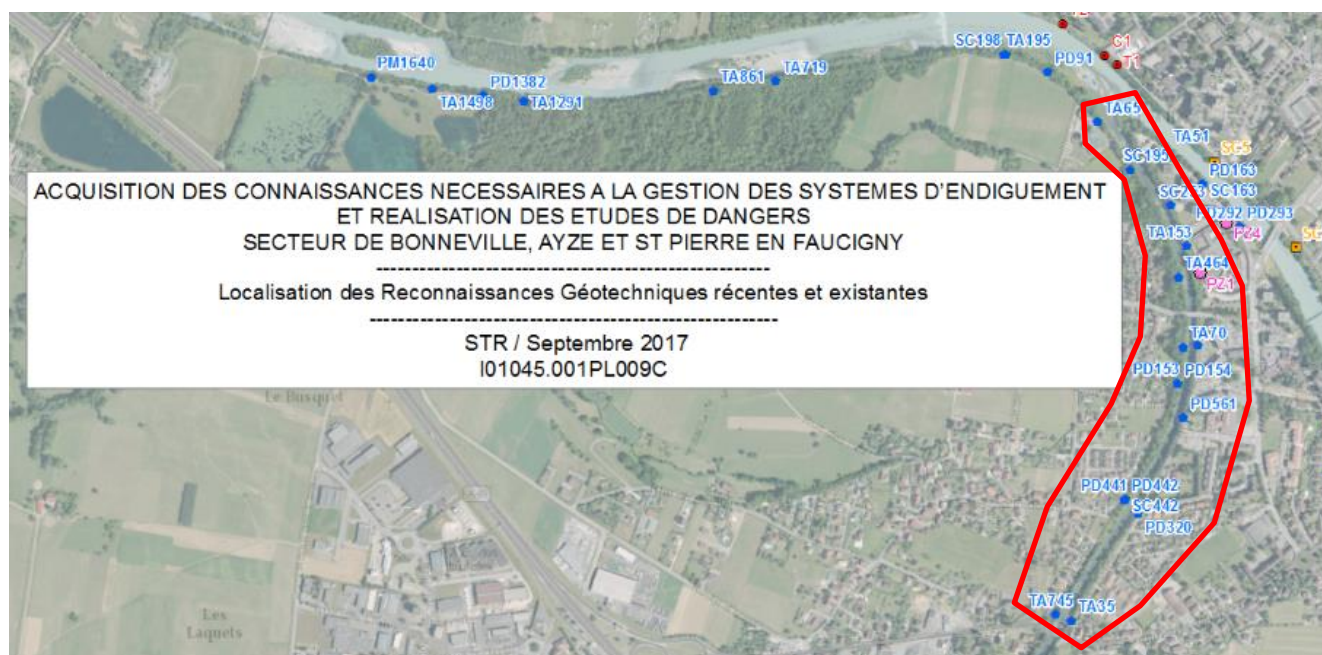 SC198 TA195
C1
T1
PM1640
PD1382
TA719
PD91
TA861
TA1498
TA1291
TA65
TA51
SC5
SC195
PD163
ACQUISITION DES CONNAISSANCES NECESSAIRES A LA GESTION DES SYSTEMES D'ENDIGUEMENT
ET REALISATION DES ETUDES DE DANGERS
SECTEUR DE BONNEVILLE, AYZE ET ST PIERRE EN FAUCIGNY
Localisation des Reconnaissances Géotechniques récentes et existantes
STR / Septembre 2017
I01045.001PL009C
SC253 SC163
PD292 PD293
TA153
PZ4
TA464
PZ1
TA70
PD153 PD154
Le Busquet
PD561
PD441 PD442
SC442
PD320
TA745
TA35
Les
Laquets